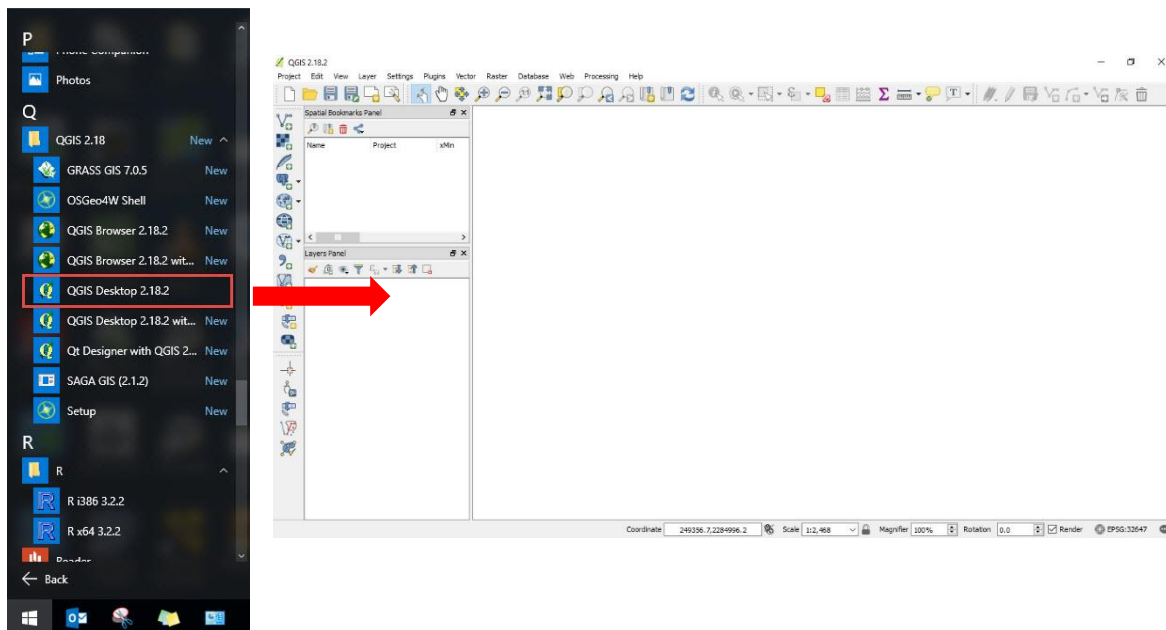 P
Phone Companion
Photos
Q
QGIS 2.18 New
GRASS GIS 7.0.5 New
OSGeo4W Shell New
QGIS Browser 2.18.2 New
QGIS Browser 2.18.2 wit... New
QGIS Desktop 2.18.2
QGIS Desktop 2.18.2 wit... New
Qt Designer with QGIS 2... New
SAGA GIS (2.1.2) New
Setup New
R
R
R i386 3.2.2
R x64 3.2.2
Reader
Back
QGIS 2.18.2
Project Edit View Layer Settings Plugins Vector Raster Database Web Processing Help
Spatial Bookmarks Panel
Name Project xMin
Layers Panel
Coordinate 249356.7,2284996.2 Scale 1:2,468 Magnifier 100% Rotation 0.0 Render EPSG:32647